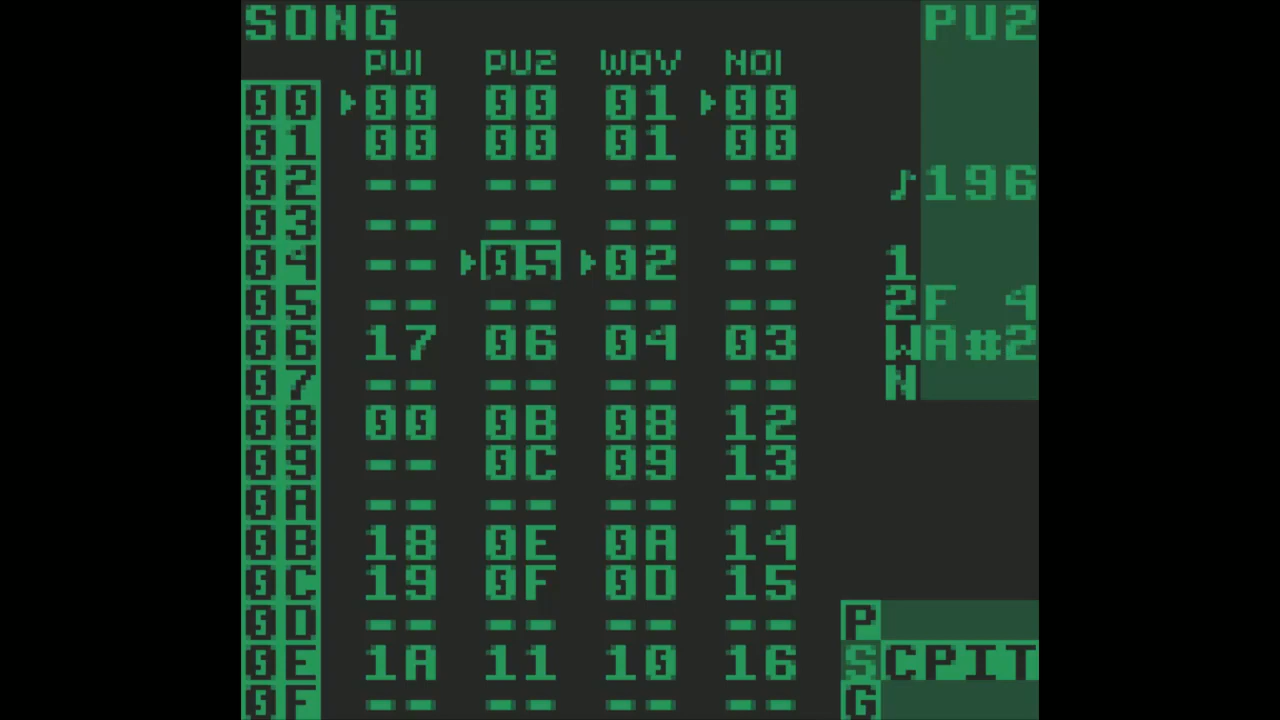 SONG PU2
PU1 PU2 WAV NOI
00 00 00 01 00
01 00 00 01 00
02 -- -- -- -- ♪196
03 -- -- -- --
04 -- 05 02 -- 1
05 -- -- -- -- 2F 4
06 17 06 04 03 WA#2
07 -- -- -- -- N
08 00 0B 08 12
09 -- 0C 09 13
0A -- -- -- --
0B 18 0E 0A 14
0C 19 0F 0D 15
0D -- -- -- -- P
0E 1A 11 10 16 SCPIT
0F -- -- -- -- G